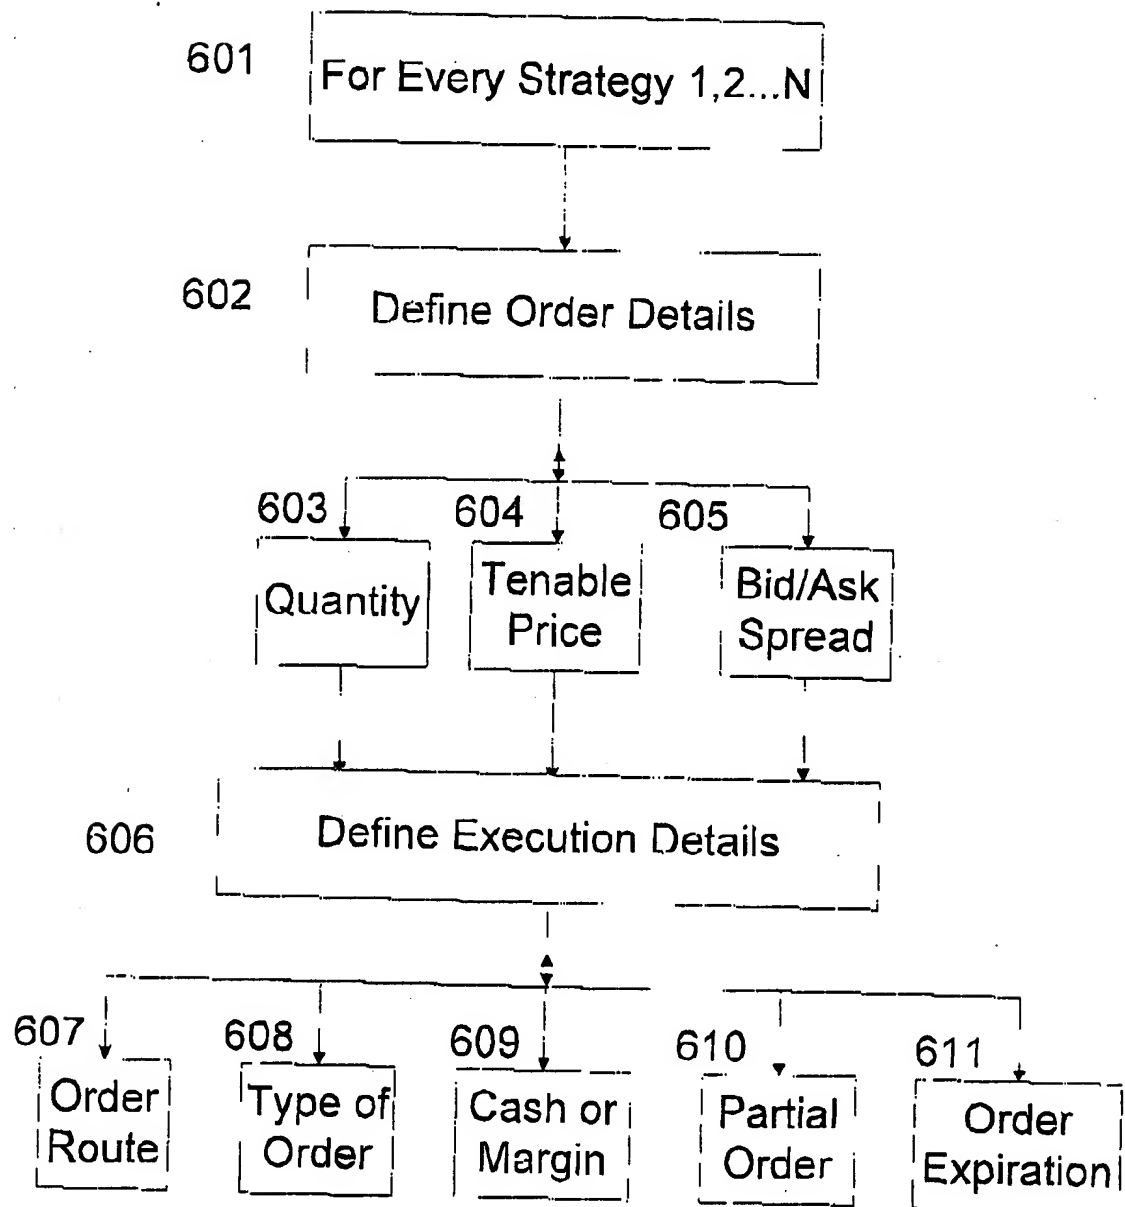 601
For Every Strategy 1,2...N
602
Define Order Details
603
604
605
Quantity
Tenable
Price
Bid/Ask
Spread
606
Define Execution Details
607
608
609
610
611
Order
Route
Type of
Order
Cash or
Margin
Partial
Order
Order
Expiration